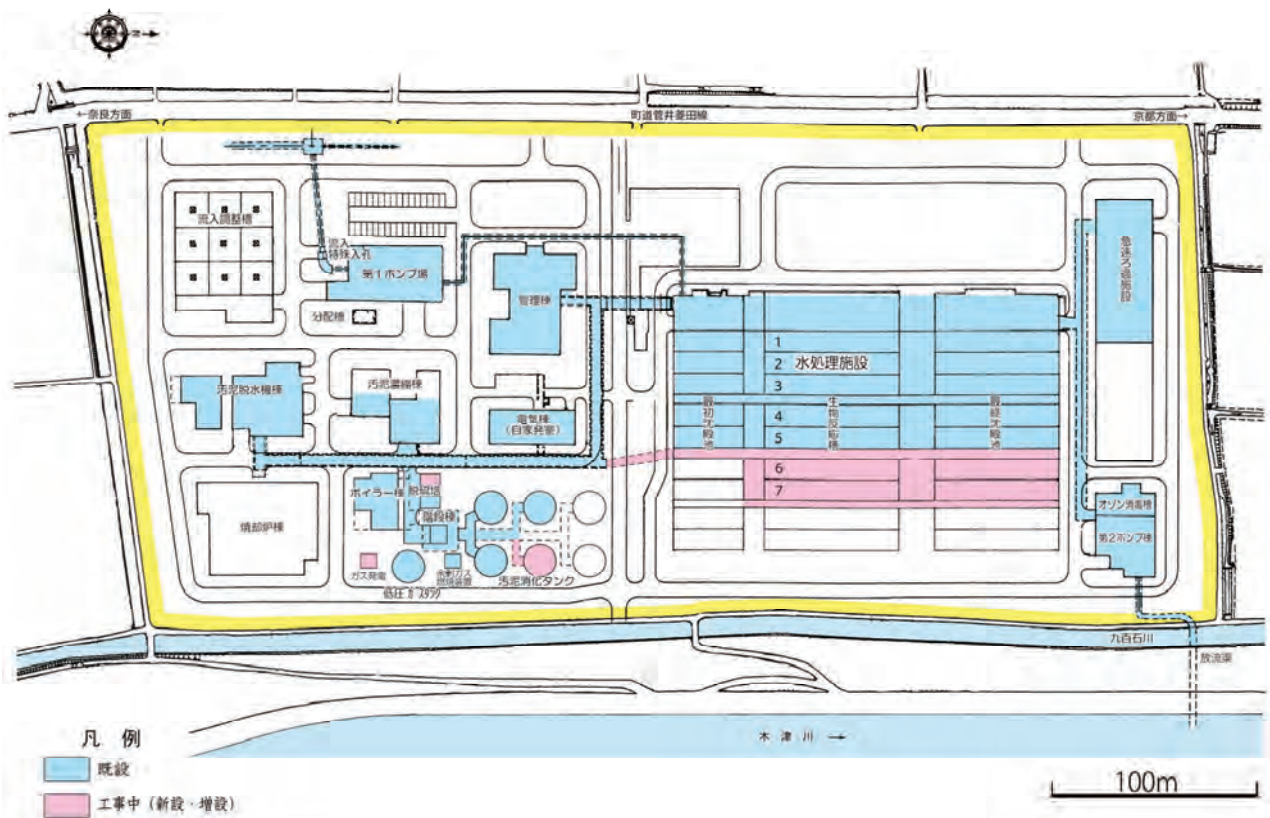 N
←奈良方面
町道菅井菱田線
京都方面→
流入調整槽
流入
特殊人孔
第1ポンプ場
分配槽
管理棟
急速ろ過施設
1
2 水処理施設
3
4
5
6
7
最初沈殿池
生物反応槽
最終沈殿池
汚泥脱水機棟
汚泥濃縮棟
電気棟
(自家発電)
焼却炉棟
ボイラー棟
脱硫塔
階段棟
ガス発電
低圧ガスタンク
余剰ガス
燃焼装置
汚泥消化タンク
オゾン消毒槽
第2ポンプ棟
九百石川
放流渠
木津川 →
凡例
既設
工事中(新設・増設)
100m